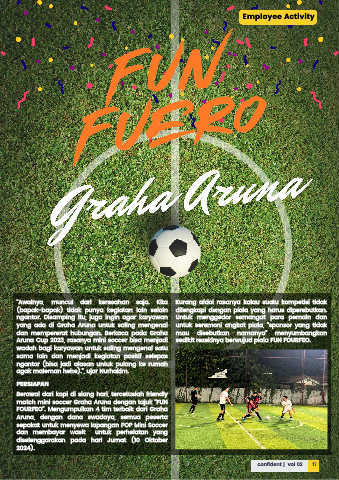 Employee Activity
FUN
FUERO
Graha Aruna
"Awalnya muncul dari keresahan saja. Kita
(bapak-bapak) tidak punya kegiatan lain selain
ngantor. Disamping itu, juga ingin agar karyawan
yang ada di Graha Aruna untuk saling mengenal
dan mempererat hubungan. Berkaca pada Graha
Aruna Cup 2023, rasanya mini soccer bisa menjadi
wadah bagi karyawan untuk saling mengenal satu
sama lain dan menjadi kegiatan positif selepas
ngantor (bisa jadi alasan untuk pulang ke rumah
agak maleman hehe)," ujar Nurhadim.
PERSIAPAN
Berawal dari kopi di siang hari, tercetuslah friendly
match mini soccer Graha Aruna dengan tajuk "FUN
FOURFEO". Mengumpulkan 4 tim terbaik dari Graha
Aruna, dengan dana swadaya, semua peserta
sepakat untuk menyewa lapangan POP Mini Soccer
dan membayar wasit untuk perhelatan yang
diselenggarakan pada hari Jumat (10 Oktober
2024).
Kurang afdol rasanya kalau suatu kompetisi tidak
dilengkapi dengan piala yang harus diperebutkan.
Untuk menggedor semangat para pemain dan
untuk seremoni angkat piala, "sponsor yang tidak
mau disebutkan namanya" menyumbangkan
sedikit rezekinya berwujud piala FUN FOURFEO.
confident | vol 02 17